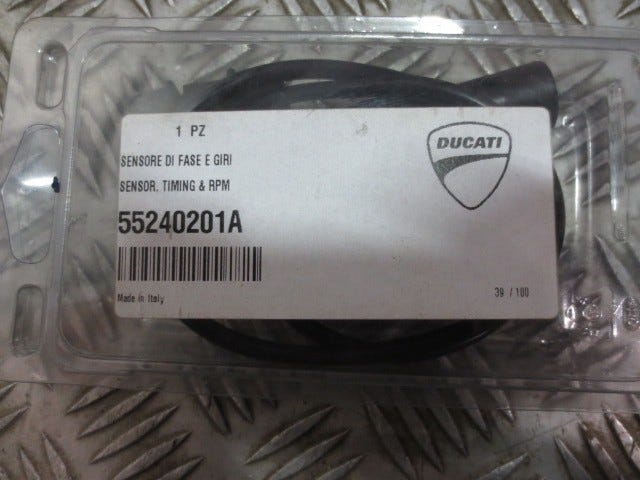 1 PZ
DUCATI
SENSORE DI FASE E GIRI
SENSOR, TIMING & RPM
55240201A
Made in Italy
39 / 100